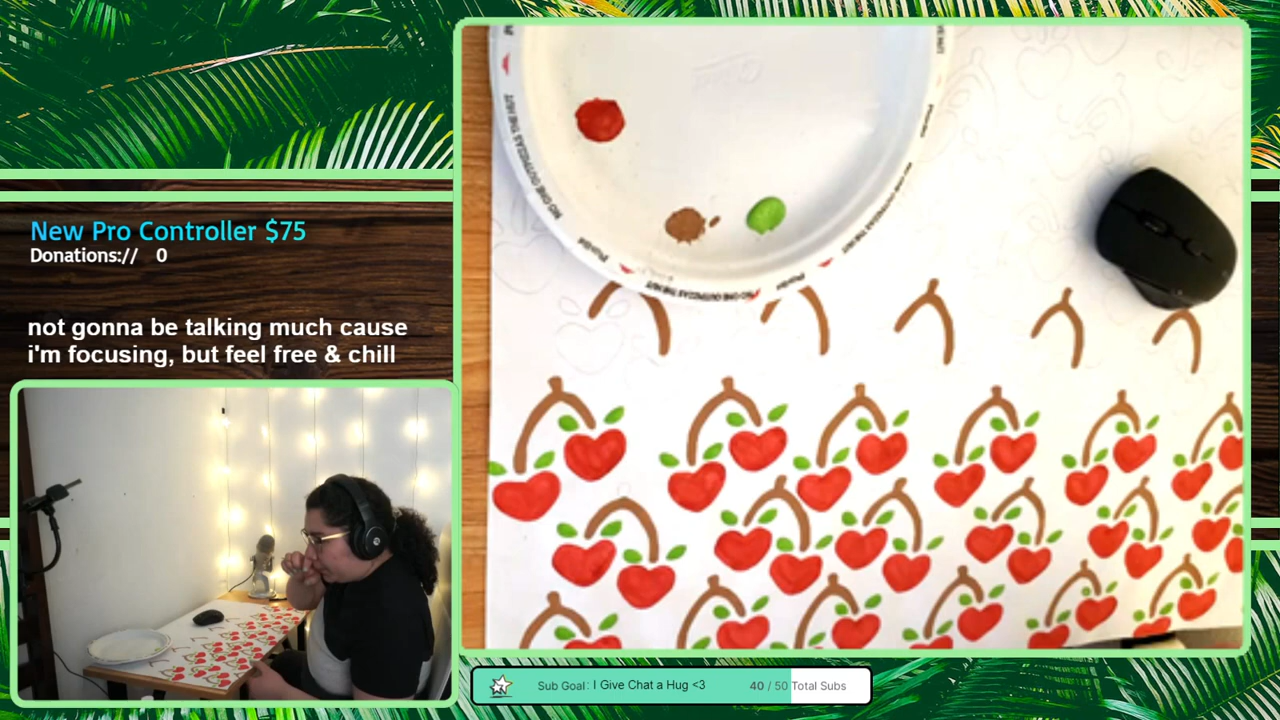 New Pro Controller $75
Donations:// 0
not gonna be talking much cause
i'm focusing, but feel free & chill
Sub Goal: I Give Chat a Hug <3 40 / 50 Total Subs